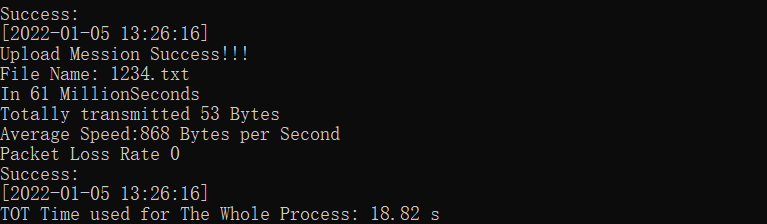 Success:
[2022-01-05 13:26:16]
Upload Mession Success!!!
File Name: 1234.txt
In 61 MillionSeconds
Totally transmitted 53 Bytes
Average Speed:868 Bytes per Second
Packet Loss Rate 0
Success:
[2022-01-05 13:26:16]
TOT Time used for The Whole Process: 18.82 s